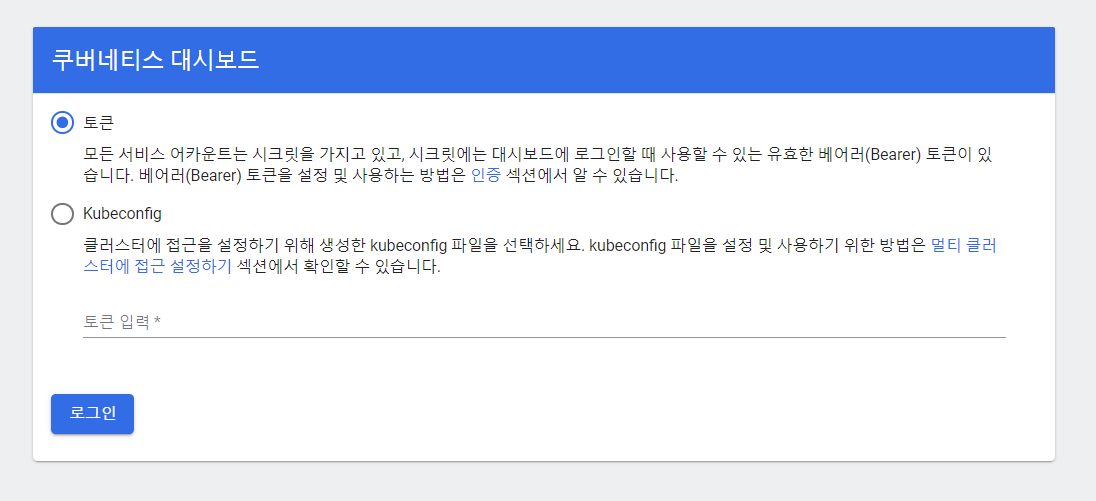 쿠버네티스 대시보드
토큰
모든 서비스 어카운트는 시크릿을 가지고 있고, 시크릿에는 대시보드에 로그인할 때 사용할 수 있는 유효한 베어러(Bearer) 토큰이 있
습니다. 베어러(Bearer) 토큰을 설정 및 사용하는 방법은 인증 섹션에서 알 수 있습니다.
Kubeconfig
클러스터에 접근을 설정하기 위해 생성한 kubeconfig 파일을 선택하세요. kubeconfig 파일을 설정 및 사용하기 위한 방법은 멀티 클러
스터에 접근 설정하기 섹션에서 확인할 수 있습니다.
토큰 입력 *
로그인